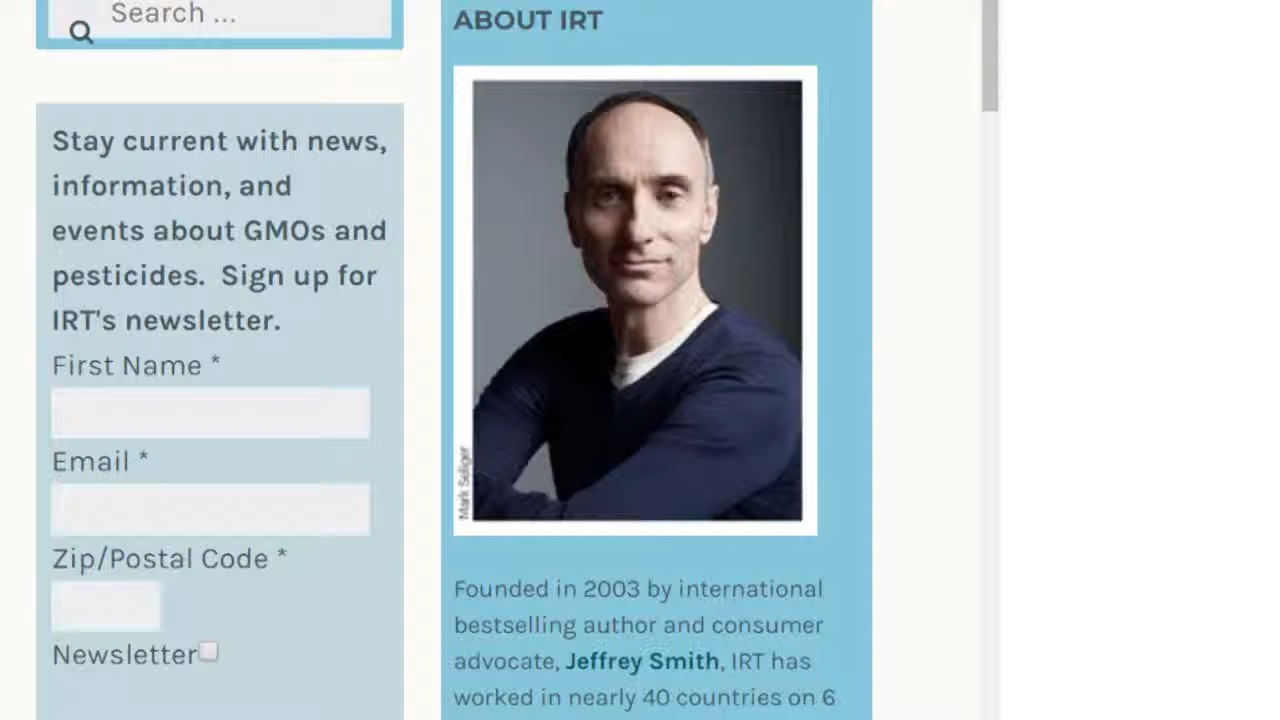 Search ...
Stay current with news,
information, and
events about GMOs and
pesticides. Sign up for
IRT's newsletter.
First Name *
Email *
Zip/Postal Code *
Newsletter
ABOUT IRT
Mark Seliger
Founded in 2003 by international
bestselling author and consumer
advocate, Jeffrey Smith, IRT has
worked in nearly 40 countries on 6